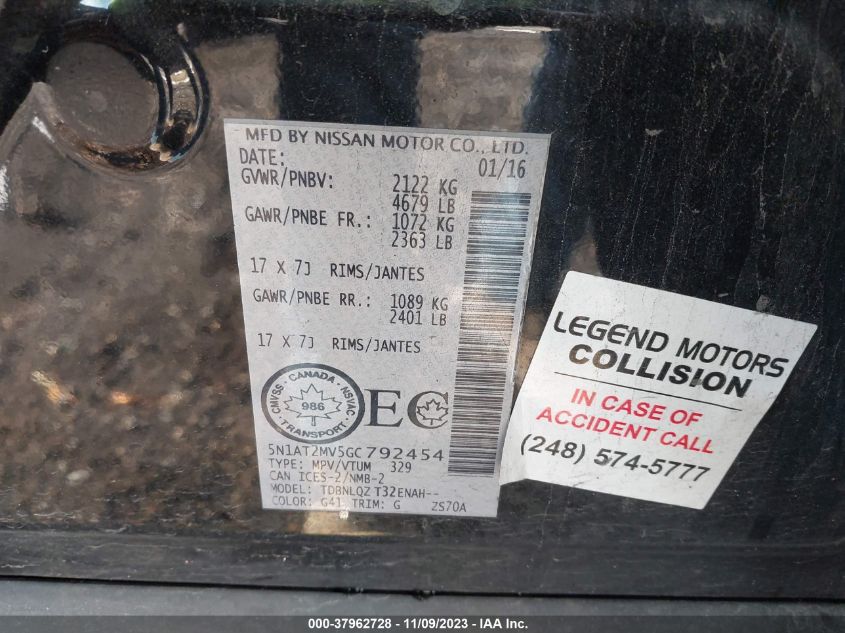 MFD BY NISSAN MOTOR CO., LTD.
DATE: 01/16
GVWR/PNBV: 2122 KG
4679 LB
GAWR/PNBE FR.: 1072 KG
2363 LB
17 X 7J RIMS/JANTES
GAWR/PNBE RR.: 1089 KG
2401 LB
17 X 7J RIMS/JANTES
CANADA
CMVSS - NSVAC
986
TRANSPORT
EC
5N1AT2MV5GC792454
TYPE: MPV/VTUM 329
CAN ICES-2/NMB-2
MODEL: TDBNLQZ T32ENAH--
COLOR: G41 TRIM: G ZS70A
LEGEND MOTORS
COLLISION
IN CASE OF
ACCIDENT CALL
(248) 574-5777
000-37962728 - 11/09/2023 - IAA Inc.